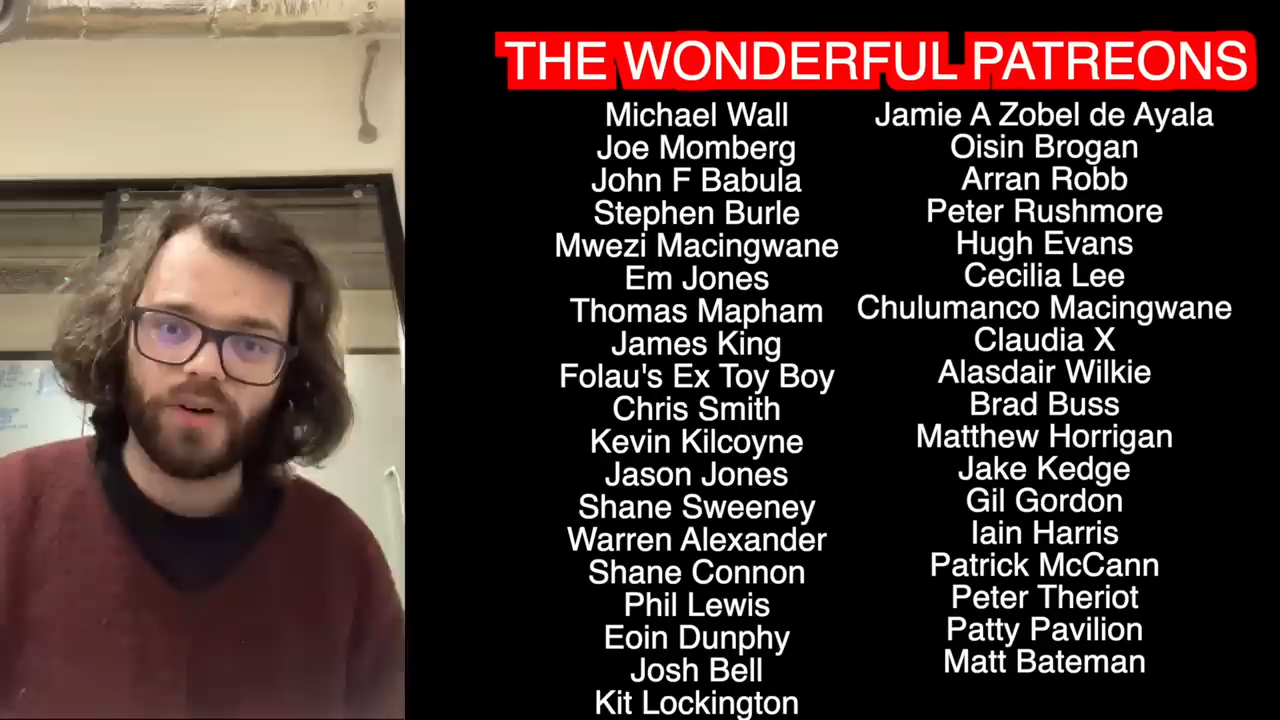 THE WONDERFUL PATREONS
Michael Wall
Joe Momberg
John F Babula
Stephen Burle
Mwezi Macingwane
Em Jones
Thomas Mapham
James King
Folau's Ex Toy Boy
Chris Smith
Kevin Kilcoyne
Jason Jones
Shane Sweeney
Warren Alexander
Shane Connon
Phil Lewis
Eoin Dunphy
Josh Bell
Kit Lockington
Jamie A Zobel de Ayala
Oisin Brogan
Arran Robb
Peter Rushmore
Hugh Evans
Cecilia Lee
Chulumanco Macingwane
Claudia X
Alasdair Wilkie
Brad Buss
Matthew Horrigan
Jake Kedge
Gil Gordon
Iain Harris
Patrick McCann
Peter Theriot
Patty Pavilion
Matt Bateman